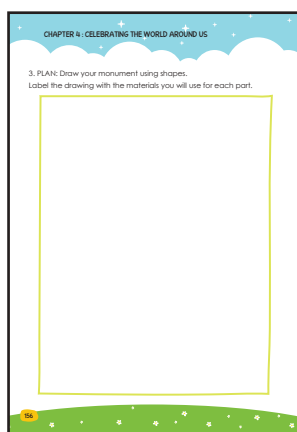 CHAPTER 4 : CELEBRATING THE WORLD AROUND US
3. PLAN: Draw your monument using shapes.
Label the drawing with the materials you will use for each part.
156